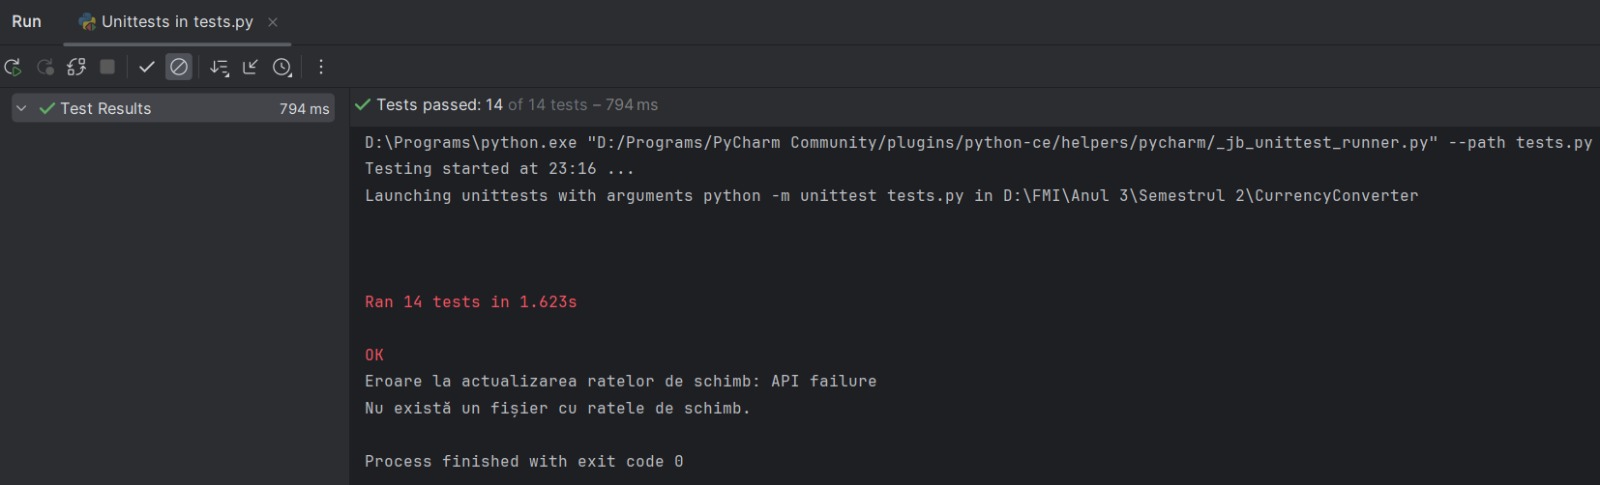 Run Unittests in tests.py
Test Results 794 ms
Tests passed: 14 of 14 tests – 794 ms
D:\Programs\python.exe "D:/Programs/PyCharm Community/plugins/python-ce/helpers/pycharm/_jb_unittest_runner.py" --path tests.py
Testing started at 23:16 ...
Launching unittests with arguments python -m unittest tests.py in D:\FMI\Anul 3\Semestrul 2\CurrencyConverter
Ran 14 tests in 1.623s
OK
Eroare la actualizarea ratelor de schimb: API failure
Nu există un fișier cu ratele de schimb.
Process finished with exit code 0